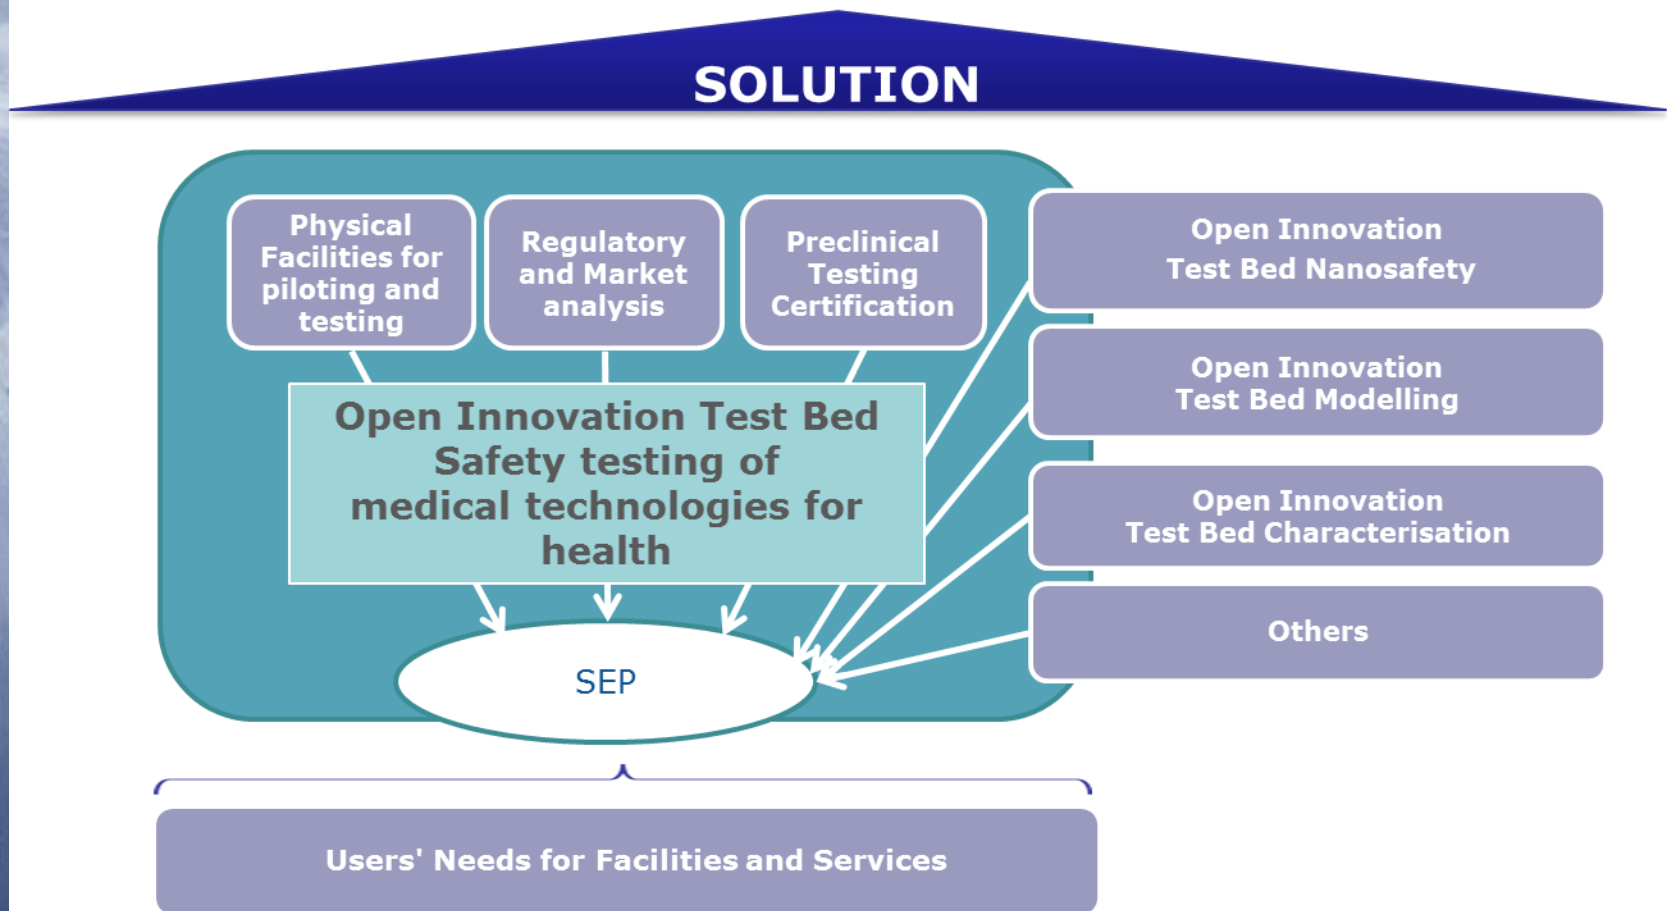 SOLUTION
Physical
Facilities for
piloting and
testing
Regulatory
and Market
analysis
Preclinical
Testing
Certification
Open Innovation
Test Bed Nanosafety
Open Innovation
Test Bed Modelling
Open Innovation
Test Bed Characterisation
Others
Open Innovation Test Bed
Safety testing of
medical technologies for
health
SEP
Users' Needs for Facilities and Services